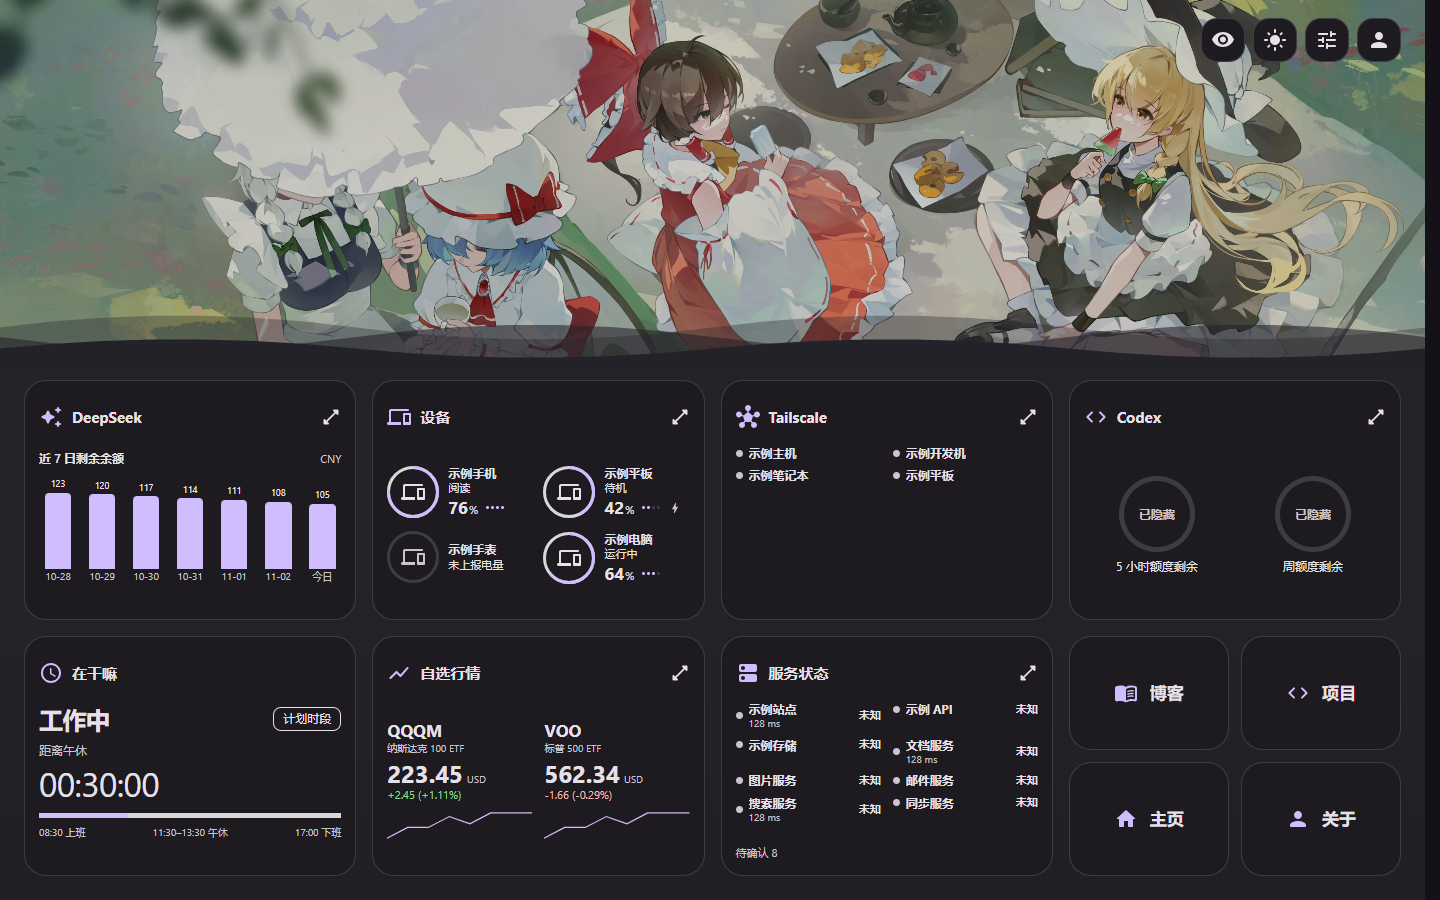 DeepSeek
近 7 日剩余余额
CNY
123 120 117 114 111 108 105
10-28 10-29 10-30 10-31 11-01 11-02 今日
设备
示例手机
阅读
76%
示例平板
待机
42%
示例手表
未上报电量
示例电脑
运行中
64%
Tailscale
示例主机
示例开发机
示例笔记本
示例平板
Codex
已隐藏
5 小时额度剩余
已隐藏
周额度剩余
在干嘛
工作中
计划时段
距离午休
00:30:00
08:30 上班
11:30–13:30 午休
17:00 下班
自选行情
QQQM
纳斯达克 100 ETF
223.45 USD
+2.45 (+1.11%)
VOO
标普 500 ETF
562.34 USD
-1.66 (-0.29%)
服务状态
示例站点
128 ms
未知
示例 API
未知
示例存储
未知
文档服务
128 ms
未知
图片服务
未知
邮件服务
未知
搜索服务
128 ms
未知
同步服务
未知
待确认 8
博客
项目
主页
关于